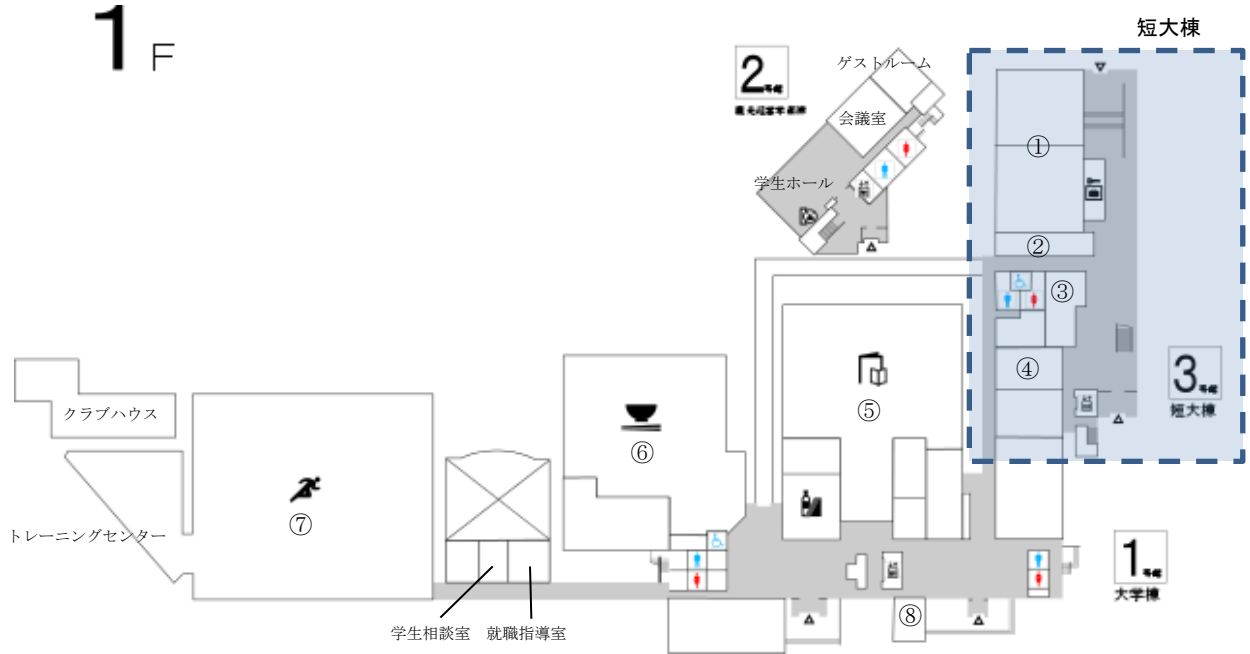 1 F
短大棟
2号館
ゲストルーム
会議室
学生ホール
①
②
③
④
3号館
短大棟
⑤
⑥
クラブハウス
⑦
トレーニングセンター
1号館
大学棟
⑧
学生相談室 就職指導室